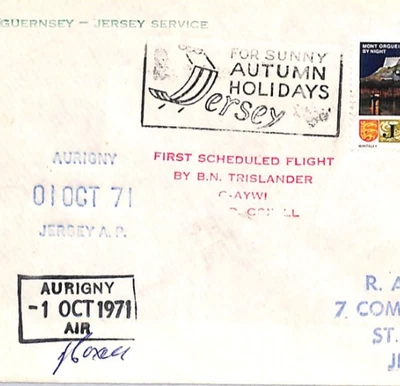 GUERNSEY – JERSEY SERVICE
FOR SUNNY
AUTUMN
HOLIDAYS
Jersey
MONT ORGUEIL
BY NIGHT
J
WHITELEY
AURIGNY
01 OCT 71
JERSEY A.P.
FIRST SCHEDULED FLIGHT
BY B.N. TRISLANDER
G-AYWI
AURIGNY
-1 OCT 1971
AIR
R. A
7 COM
ST.
JE